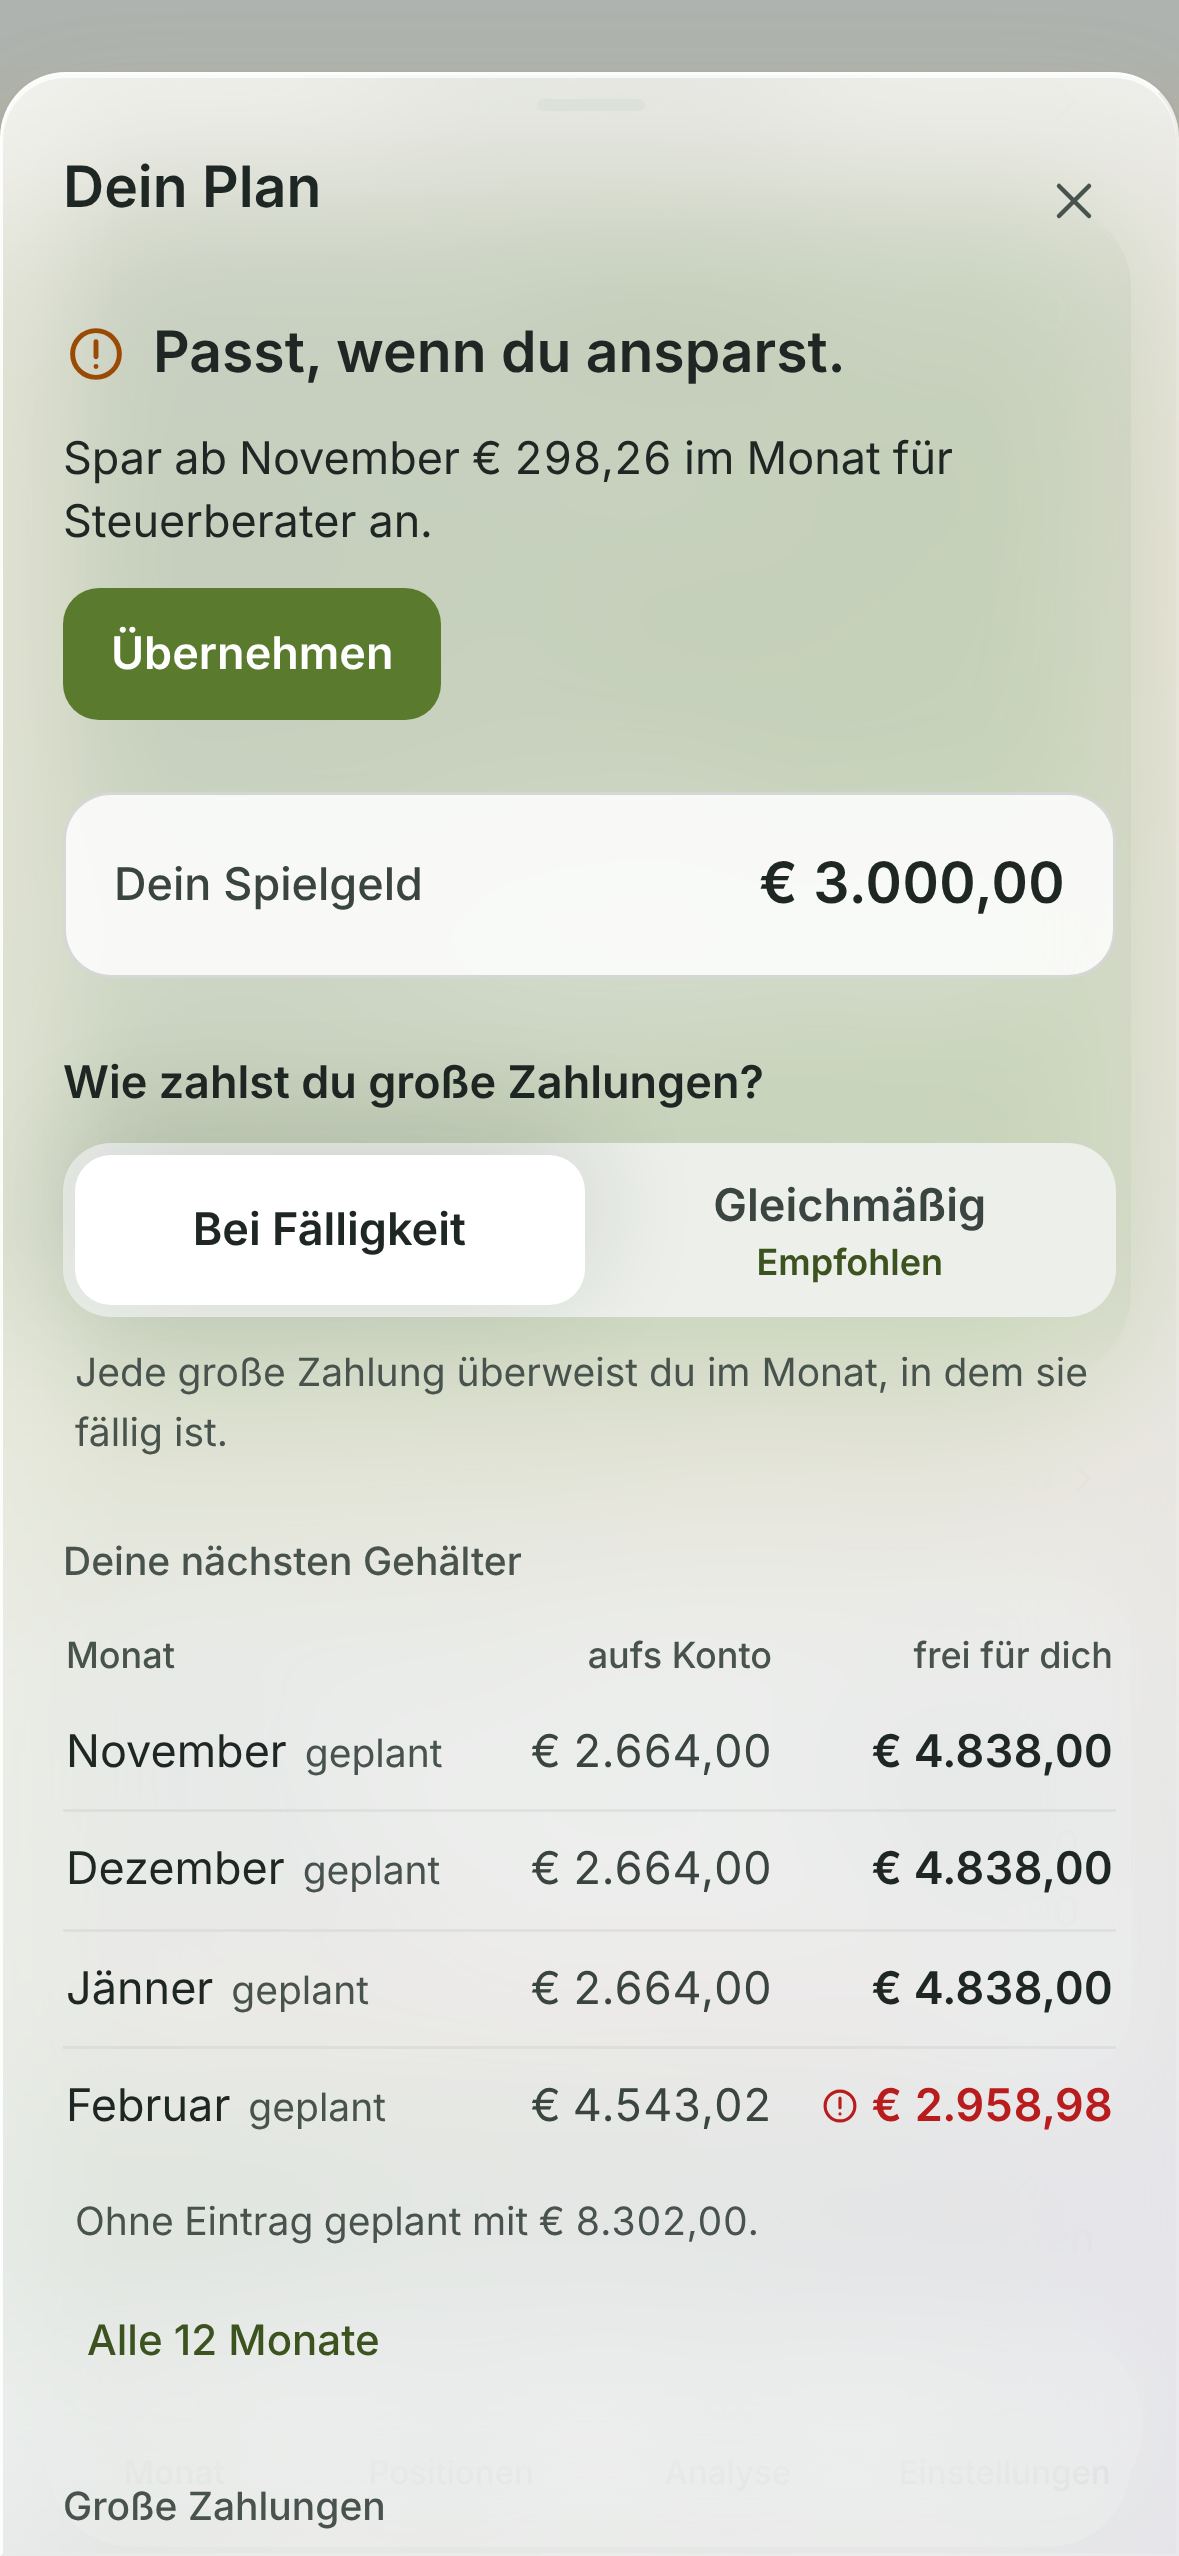 Dein Plan
Passt, wenn du ansparst.
Spar ab November € 298,26 im Monat für
Steuerberater an.
Übernehmen
Dein Spielgeld € 3.000,00
Wie zahlst du große Zahlungen?
Bei Fälligkeit
Gleichmäßig
Empfohlen
Jede große Zahlung überweist du im Monat, in dem sie
fällig ist.
Deine nächsten Gehälter
Monat aufs Konto frei für dich
November geplant € 2.664,00 € 4.838,00
Dezember geplant € 2.664,00 € 4.838,00
Jänner geplant € 2.664,00 € 4.838,00
Februar geplant € 4.543,02 € 2.958,98
Ohne Eintrag geplant mit € 8.302,00.
Alle 12 Monate
Monat Positionen Analyse Einstellungen
Große Zahlungen